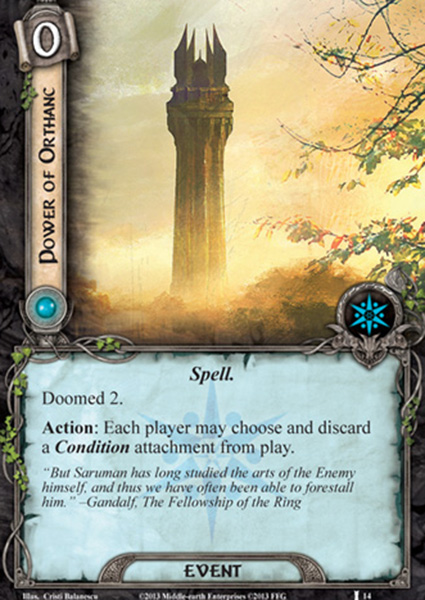 0
POWER OF ORTHANC
Spell.
Doomed 2.
Action: Each player may choose and discard
a Condition attachment from play.
“But Saruman has long studied the arts of the Enemy
himself, and thus we have often been able to forestall
him.” –Gandalf, The Fellowship of the Ring
EVENT
Illus. Cristi Balanescu ©2013 Middle-earth Enterprises ©2013 FFG 14